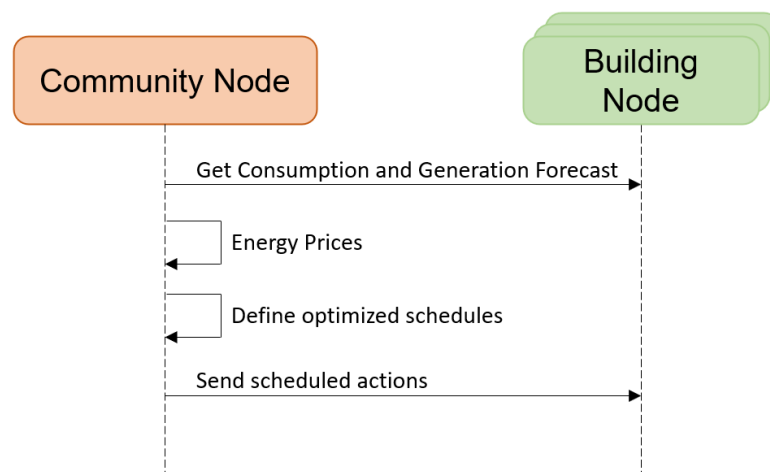 Community Node
Building
Node
Get Consumption and Generation Forecast
Energy Prices
Define optimized schedules
Send scheduled actions